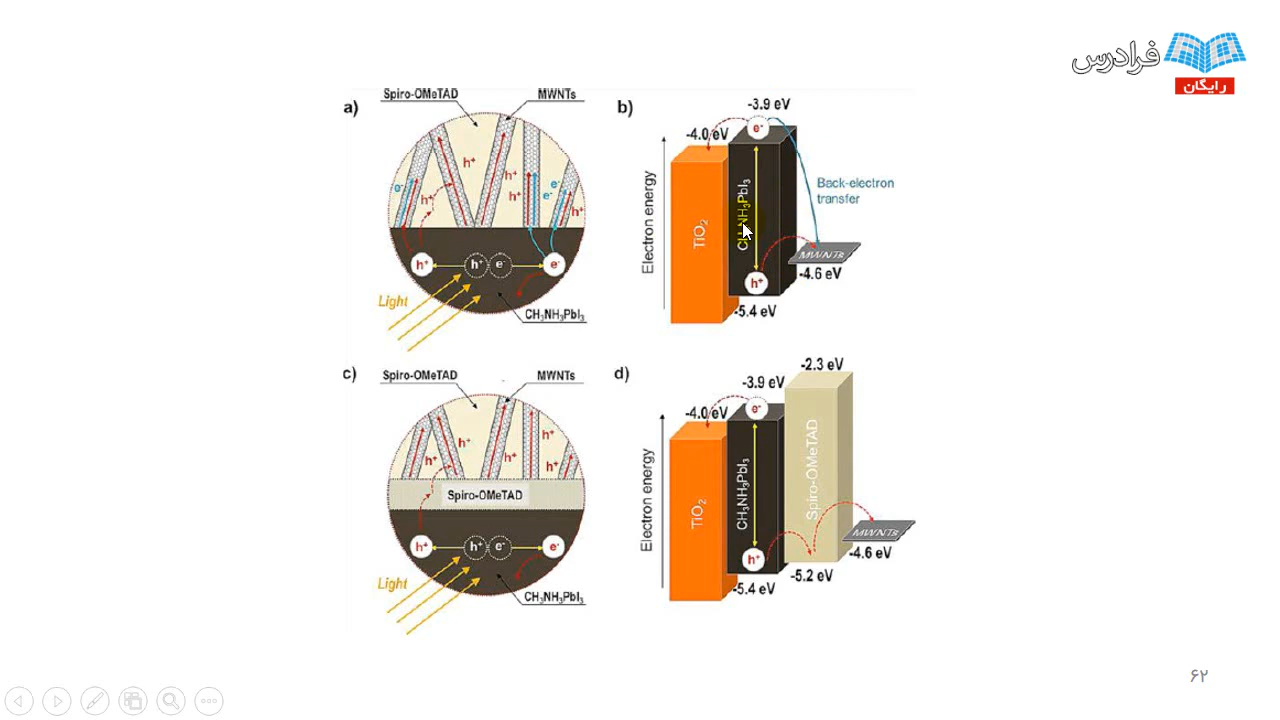 فرادرس
رایگان
a)
Spiro-OMeTAD
MWNTs
h⁺
e⁻
h⁺
h⁺
h⁺
e⁻
e⁻
h⁺
h⁺
h⁺
e⁻
e⁻
Light
CH₃NH₃PbI₃
b)
-3.9 eV
-4.0 eV
e⁻
Electron energy
TiO₂
CH₃NH₃PbI₃
Back-electron
transfer
MWNTs
-4.6 eV
h⁺
-5.4 eV
c)
Spiro-OMeTAD
MWNTs
h⁺
h⁺
h⁺
h⁺
h⁺
Spiro-OMeTAD
h⁺
h⁺
e⁻
e⁻
Light
CH₃NH₃PbI₃
d)
-2.3 eV
-3.9 eV
-4.0 eV
e⁻
Electron energy
TiO₂
CH₃NH₃PbI₃
Spiro-OMeTAD
MWNTs
-4.6 eV
h⁺
-5.2 eV
-5.4 eV
۶۲